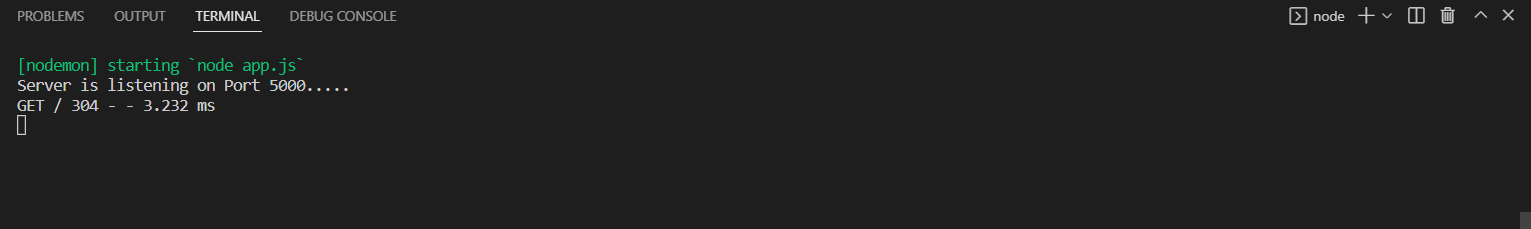 PROBLEMS OUTPUT TERMINAL DEBUG CONSOLE node
[nodemon] starting `node app.js`
Server is listening on Port 5000.....
GET / 304 - - 3.232 ms